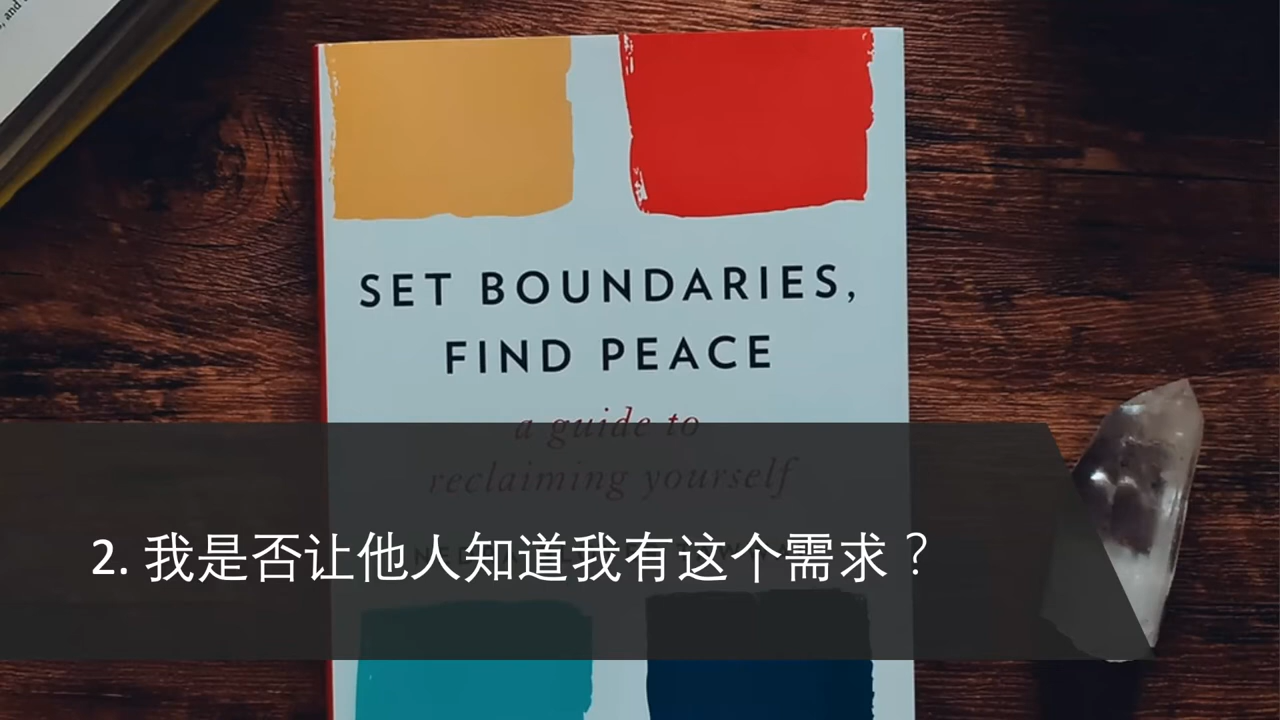 SET BOUNDARIES,
FIND PEACE
a guide to
reclaiming yourself
2. 我是否让他人知道我有这个需求？